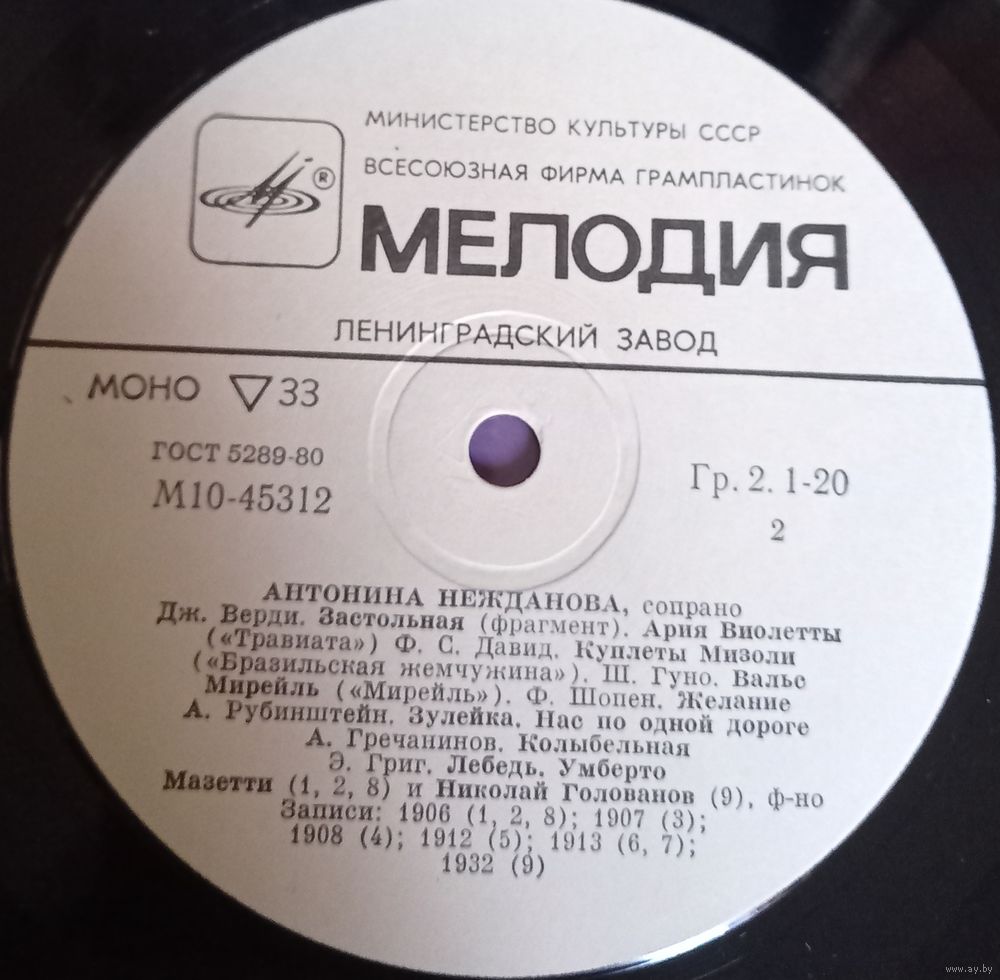 МИНИСТЕРСТВО КУЛЬТУРЫ СССР
ВСЕСОЮЗНАЯ ФИРМА ГРАМПЛАСТИНОК
®
МЕЛОДИЯ
ЛЕНИНГРАДСКИЙ ЗАВОД
МОНО ▽33
ГОСТ 5289-80
М10-45312
Гр. 2. 1-20
2
АНТОНИНА НЕЖДАНОВА, сопрано
Дж. Верди. Застольная (фрагмент). Ария Виолетты
(«Травиата») Ф. С. Давид. Куплеты Мизоли
(«Бразильская жемчужина»). Ш. Гуно. Вальс
Мирейль («Мирейль»). Ф. Шопен. Желание
А. Рубинштейн. Зулейка. Нас по одной дороге
А. Гречанинов. Колыбельная
Э. Григ. Лебедь. Умберто
Мазетти (1, 2, 8) и Николай Голованов (9), ф-но
Записи: 1906 (1, 2, 8); 1907 (3);
1908 (4); 1912 (5); 1913 (6, 7);
1932 (9)
www.ay.by